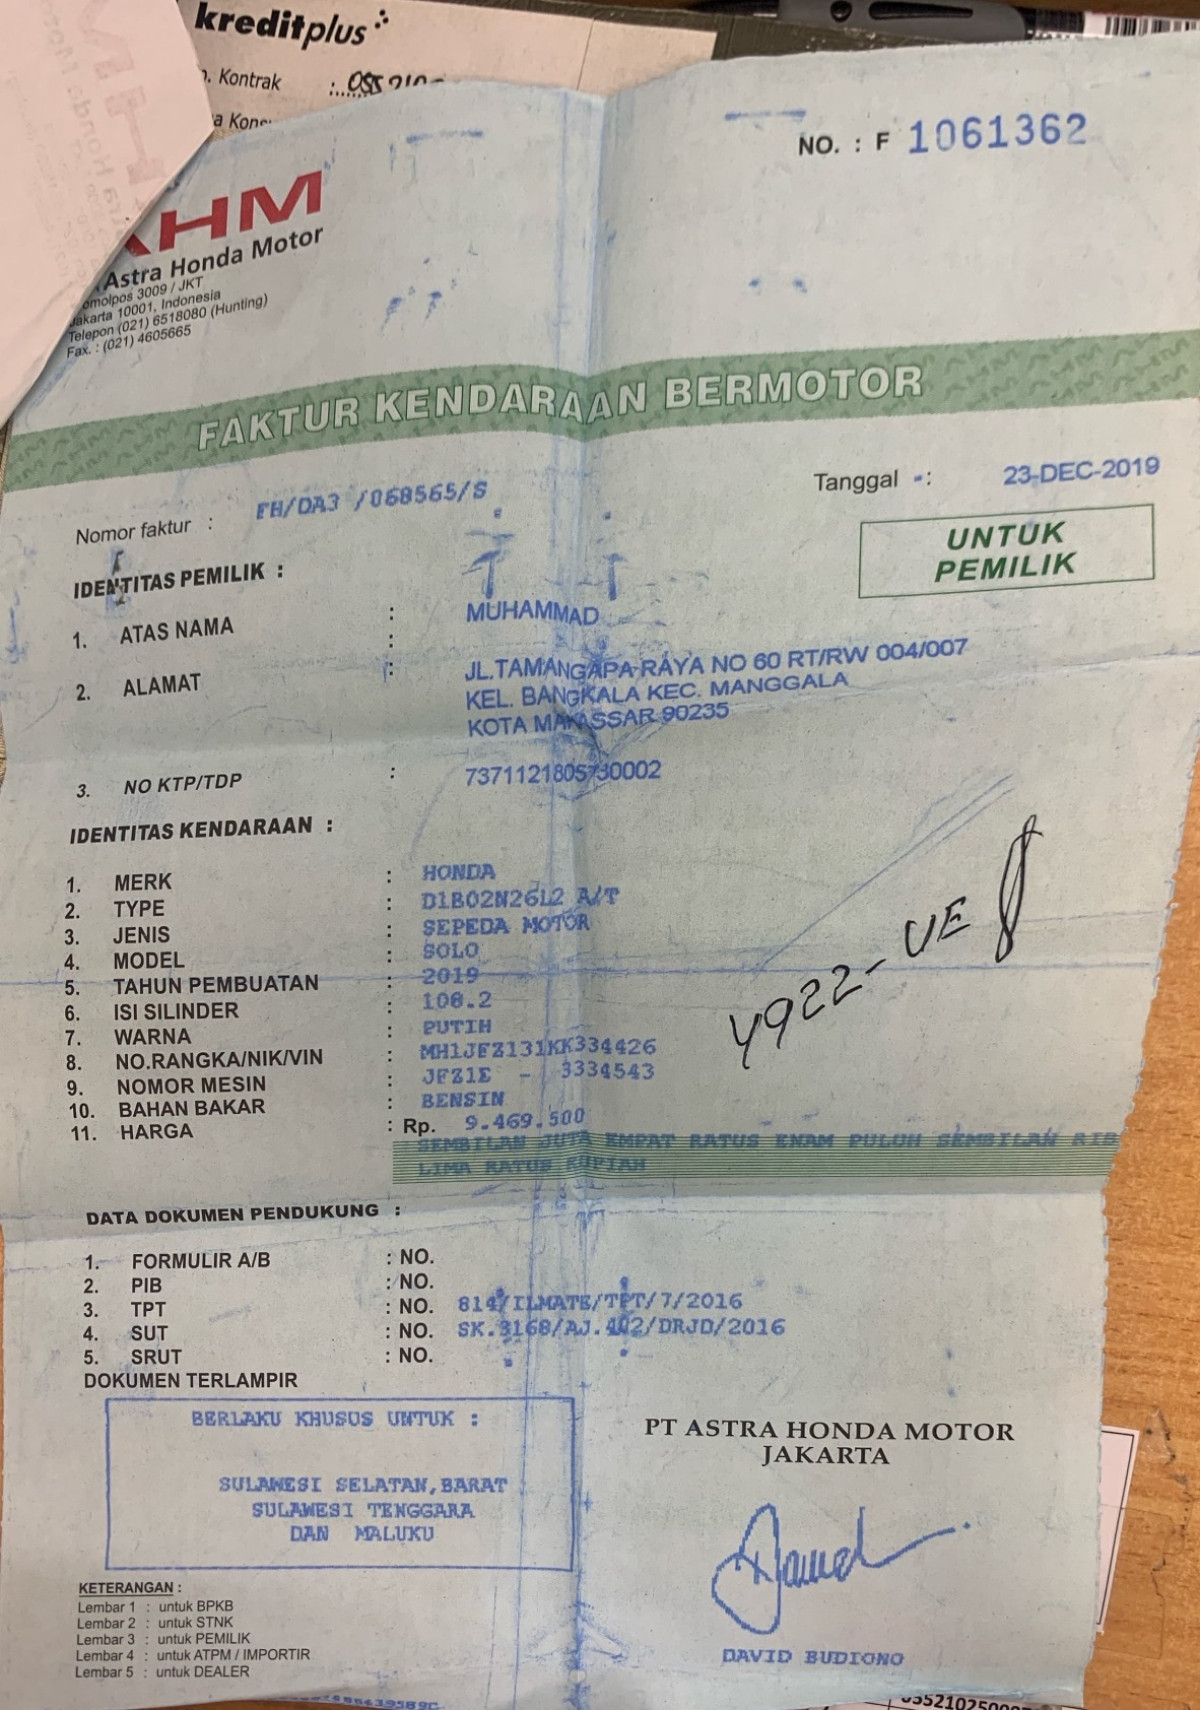 kreditplus
. Kontrak : OSS210
a Kons
NO. : F 1061362
AHM
Astra Honda Motor
omolpos 3009 / JKT
Jakarta 10001, Indonesia
Telepon (021) 6518080 (Hunting)
Fax. : (021) 4605665
FAKTUR KENDARAAN BERMOTOR
Tanggal : 23-DEC-2019
Nomor faktur : FH/DA3 /068565/S
UNTUK
PEMILIK
IDENTITAS PEMILIK :
1. ATAS NAMA : MUHAMMAD
2. ALAMAT : JL.TAMANGAPA RAYA NO 60 RT/RW 004/007
KEL. BANGKALA KEC. MANGGALA
KOTA MAKASSAR 90235
3. NO KTP/TDP : 7371121805730002
IDENTITAS KENDARAAN :
1. MERK : HONDA
2. TYPE : D1B02N26L2 A/T
3. JENIS : SEPEDA MOTOR
4. MODEL : SOLO
5. TAHUN PEMBUATAN : 2019
6. ISI SILINDER : 108.2
7. WARNA : PUTIH
8. NO.RANGKA/NIK/VIN : MH1JFZ131KK334426
9. NOMOR MESIN : JFZ1E - 3334543
10. BAHAN BAKAR : BENSIN
11. HARGA : Rp. 9.469.500
SEMBILAN JUTA EMPAT RATUS ENAM PULUH SEMBILAN RIB
LIMA RATUS RUPIAH
4922-UE
DATA DOKUMEN PENDUKUNG :
1. FORMULIR A/B : NO.
2. PIB : NO.
3. TPT : NO. 814/ILMATE/TPT/7/2016
4. SUT : NO. SK.3168/AJ.402/DRJD/2016
5. SRUT : NO.
DOKUMEN TERLAMPIR
BERLAKU KHUSUS UNTUK :
SULAWESI SELATAN,BARAT
SULAWESI TENGGARA
DAN MALUKU
PT ASTRA HONDA MOTOR
JAKARTA
DAVID BUDIONO
KETERANGAN :
Lembar 1 : untuk BPKB
Lembar 2 : untuk STNK
Lembar 3 : untuk PEMILIK
Lembar 4 : untuk ATPM / IMPORTIR
Lembar 5 : untuk DEALER